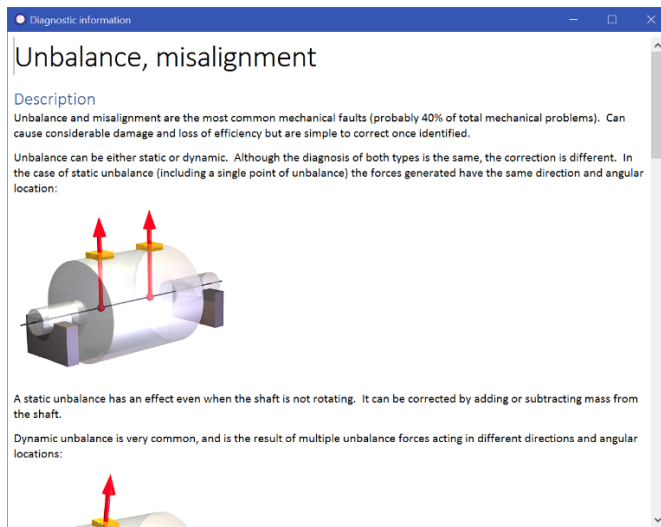 Diagnostic information
Unbalance, misalignment
Description
Unbalance and misalignment are the most common mechanical faults (probably 40% of total mechanical problems).  Can
cause considerable damage and loss of efficiency but are simple to correct once identified.
Unbalance can be either static or dynamic.  Although the diagnosis of both types is the same, the correction is different.  In
the case of static unbalance (including a single point of unbalance) the forces generated have the same direction and angular
location:
A static unbalance has an effect even when the shaft is not rotating.  It can be corrected by adding or subtracting mass from
the shaft.
Dynamic unbalance is very common, and is the result of multiple unbalance forces acting in different directions and angular
locations: